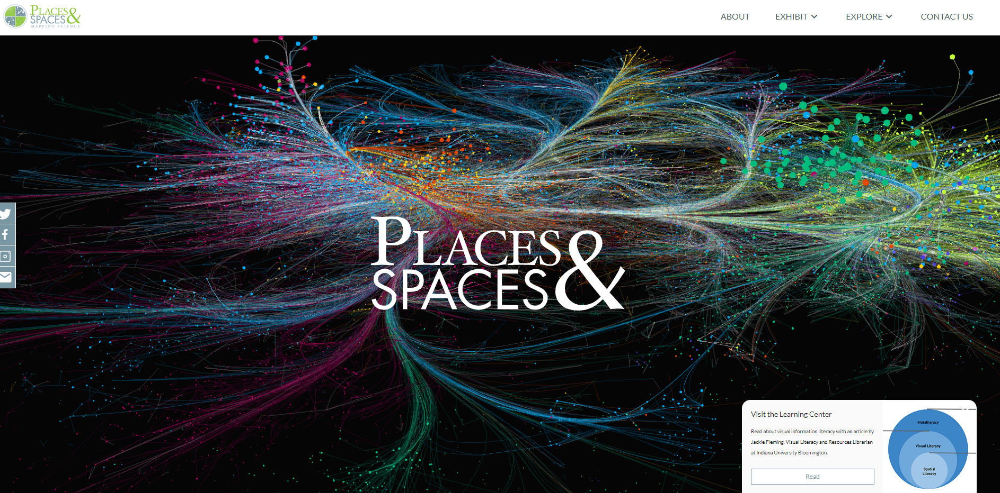 PLACES &
SPACES
MAPPING SCIENCE
ABOUT
EXHIBIT
EXPLORE
CONTACT US
PLACES &
SPACES
Visit the Learning Center
Read about visual information literacy with an article by
Jackie Fleming, Visual Literacy and Resources Librarian
at Indiana University Bloomington.
Read
Metaliteracy
Visual Literacy
Spatial
Literacy